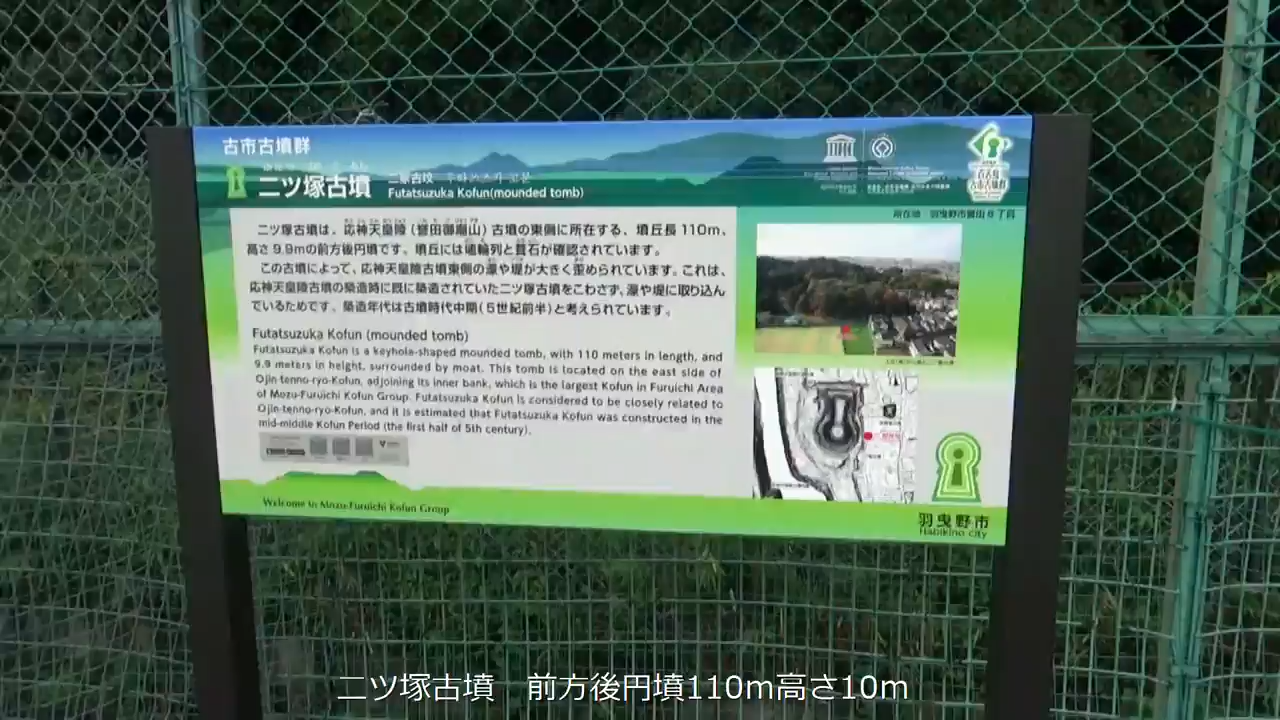 古市古墳群
二ツ塚古墳
Futatsuzuka Kofun(mounded tomb)
二ツ塚古墳は、応神天皇陵（誉田御廟山）古墳の東側に所在する、墳丘長110m、
高さ9.9mの前方後円墳です。墳丘には埴輪列と葺石が確認されています。
この古墳によって、応神天皇陵古墳東側の濠や堤が大きく歪められています。これは、
応神天皇陵古墳の築造時に既に築造されていた二ツ塚古墳をこわさず、濠や堤に取り込ん
でいるためです。築造年代は古墳時代中期（5世紀前半）と考えられています。
Futatsuzuka Kofun (mounded tomb)
Futatsuzuka Kofun is a keyhola-shaped mounded tomb, with 110 meters in length, and
9.9 meters in height, surrounded by moat. This tomb is located on the east side of
Ojin-tenno-ryo-Kofun, adjoining its inner bank, which is the largest Kofun in Furuichi Area
of Mozu-Furuichi Kofun Group. Futatsuzuka Kofun is considered to be closely related to
Ojin-tenno-ryo-Kofun, and it is estimated that Futatsuzuka Kofun was constructed in the
mid-middle Kofun Period (the first half of 5th century).
Welcome to Mozu-Furuichi Kofun Group
羽曳野市
Habikino city
二ツ塚古墳　前方後円墳110m高さ10m